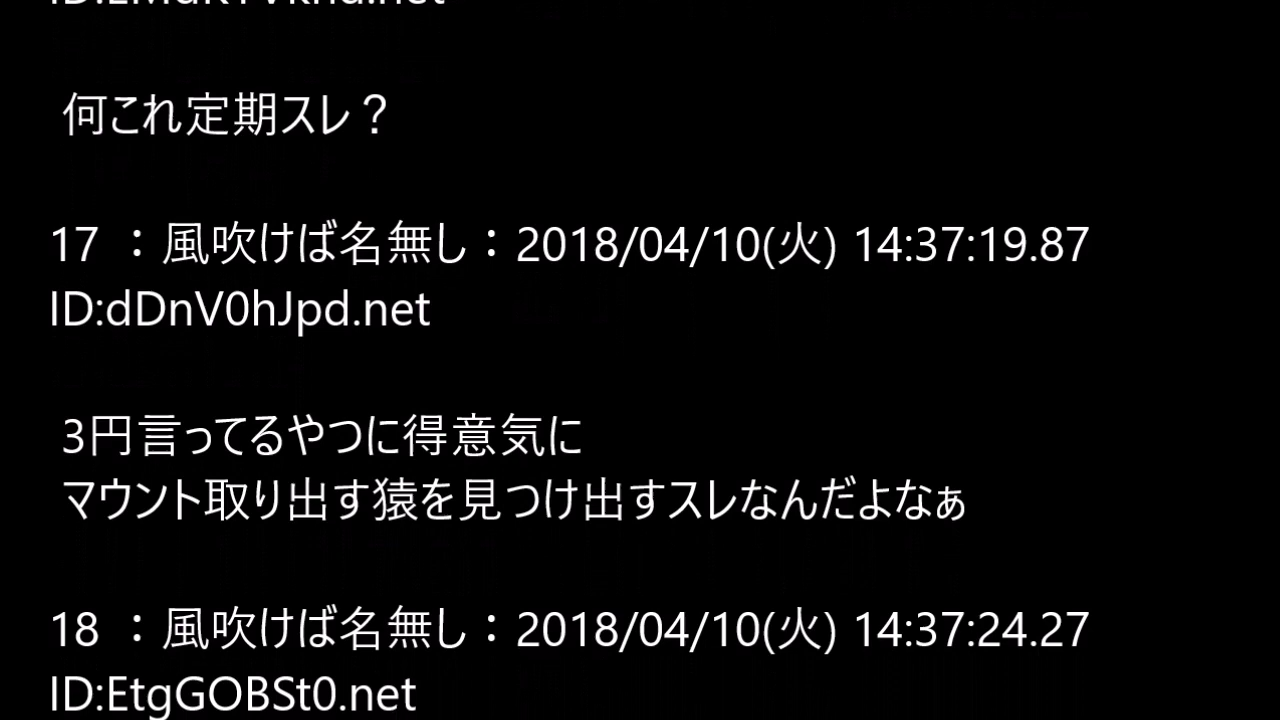 何これ定期スレ？
17 ：風吹けば名無し：2018/04/10(火) 14:37:19.87
ID:dDnV0hJpd.net
3円言ってるやつに得意気に
マウント取り出す猿を見つけ出すスレなんだよなぁ
18 ：風吹けば名無し：2018/04/10(火) 14:37:24.27
ID:EtgGOBSt0.net